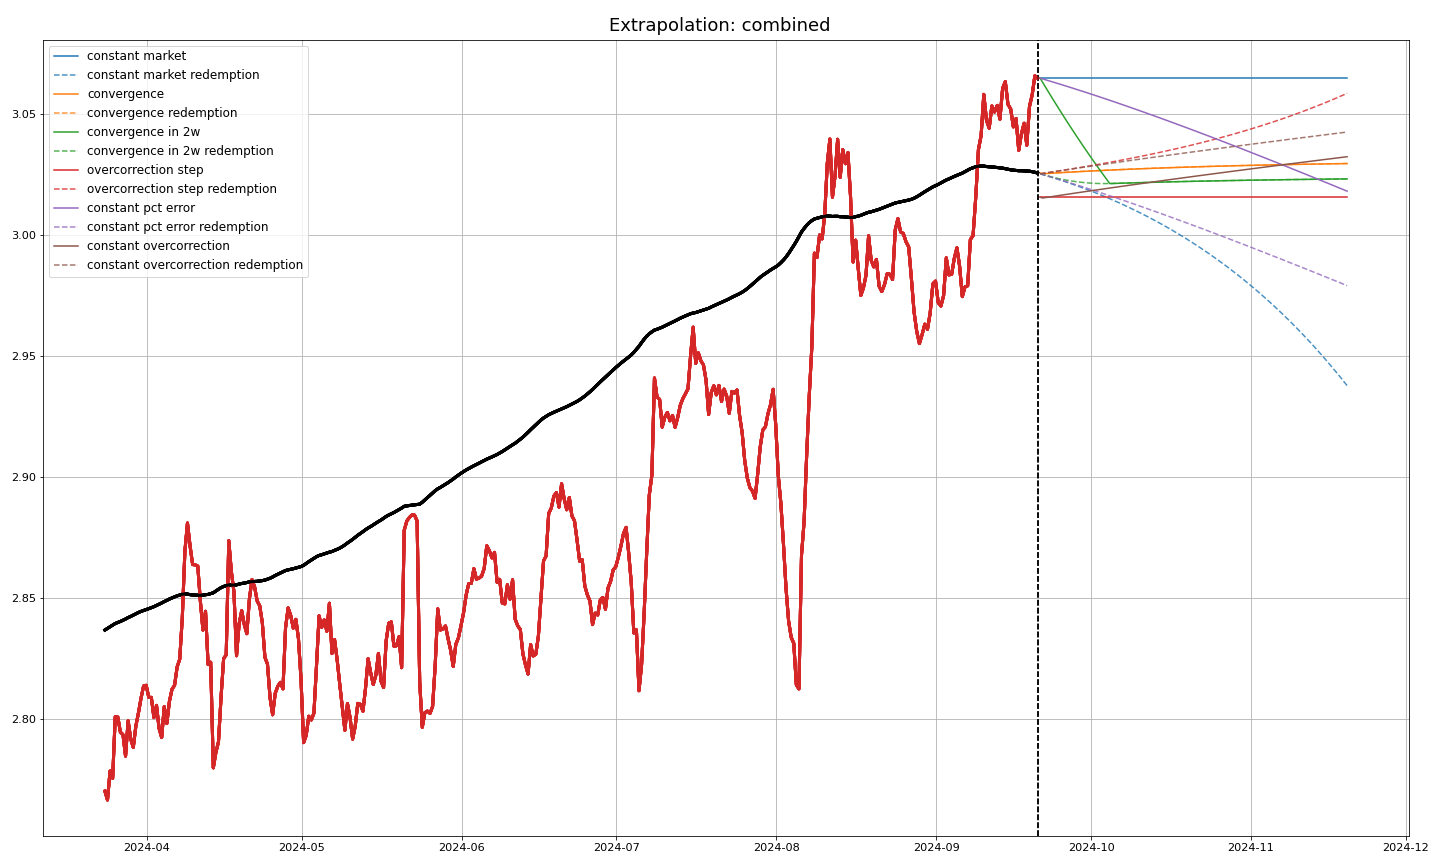 Extrapolation: combined
constant market
constant market redemption
convergence
convergence redemption
convergence in 2w
convergence in 2w redemption
overcorrection step
overcorrection step redemption
constant pct error
constant pct error redemption
constant overcorrection
constant overcorrection redemption
3.05
3.00
2.95
2.90
2.85
2.80
2024-04 2024-05 2024-06 2024-07 2024-08 2024-09 2024-10 2024-11 2024-12